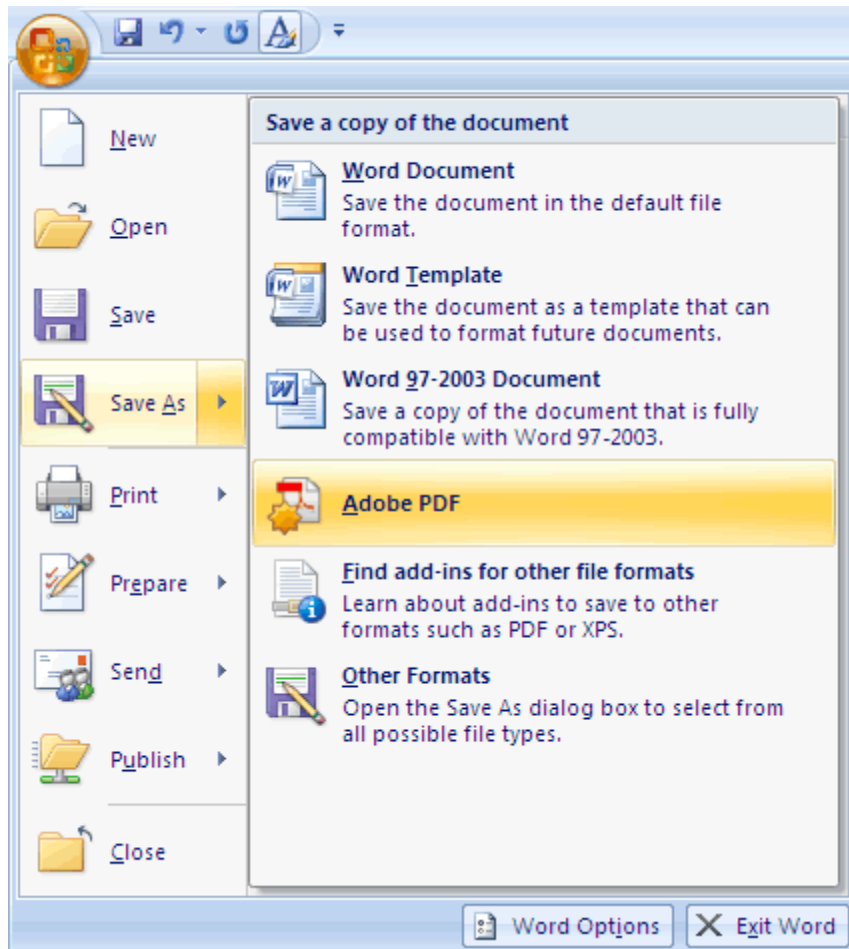 New
Open
Save
Save As
Print
Prepare
Send
Publish
Close
Save a copy of the document
Word Document
Save the document in the default file
format.
Word Template
Save the document as a template that can
be used to format future documents.
Word 97-2003 Document
Save a copy of the document that is fully
compatible with Word 97-2003.
Adobe PDF
Find add-ins for other file formats
Learn about add-ins to save to other
formats such as PDF or XPS.
Other Formats
Open the Save As dialog box to select from
all possible file types.
Word Options
Exit Word